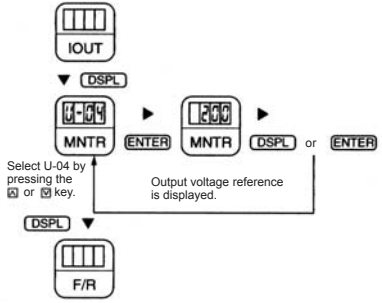 IOUT
▼ DSPL
U-04 ▶ 200 ▶
MNTR ENTER MNTR DSPL or ENTER
Select U-04 by
pressing the
∧ or ∨ key.
Output voltage reference
is displayed.
DSPL ▼
F/R